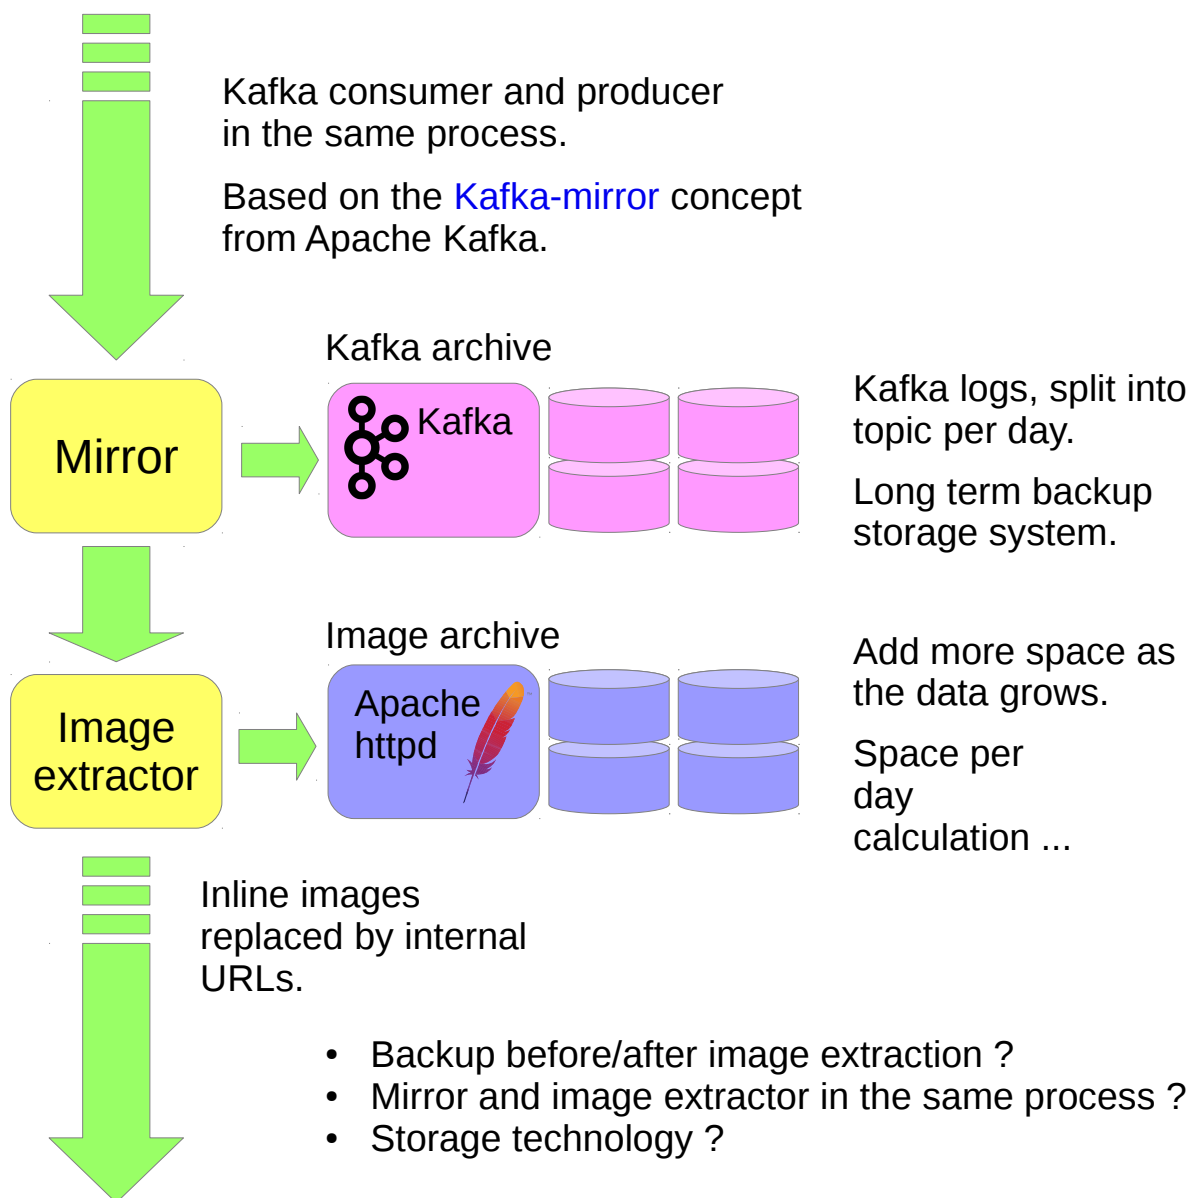 Kafka consumer and producer
in the same process.
Based on the Kafka-mirror concept
from Apache Kafka.
Kafka archive
Mirror
Kafka
Kafka logs, split into
topic per day.
Long term backup
storage system.
Image archive
Image
extractor
Apache
httpd
Add more space as
the data grows.
Space per
day
calculation ...
Inline images
replaced by internal
URLs.
• Backup before/after image extraction ?
• Mirror and image extractor in the same process ?
• Storage technology ?